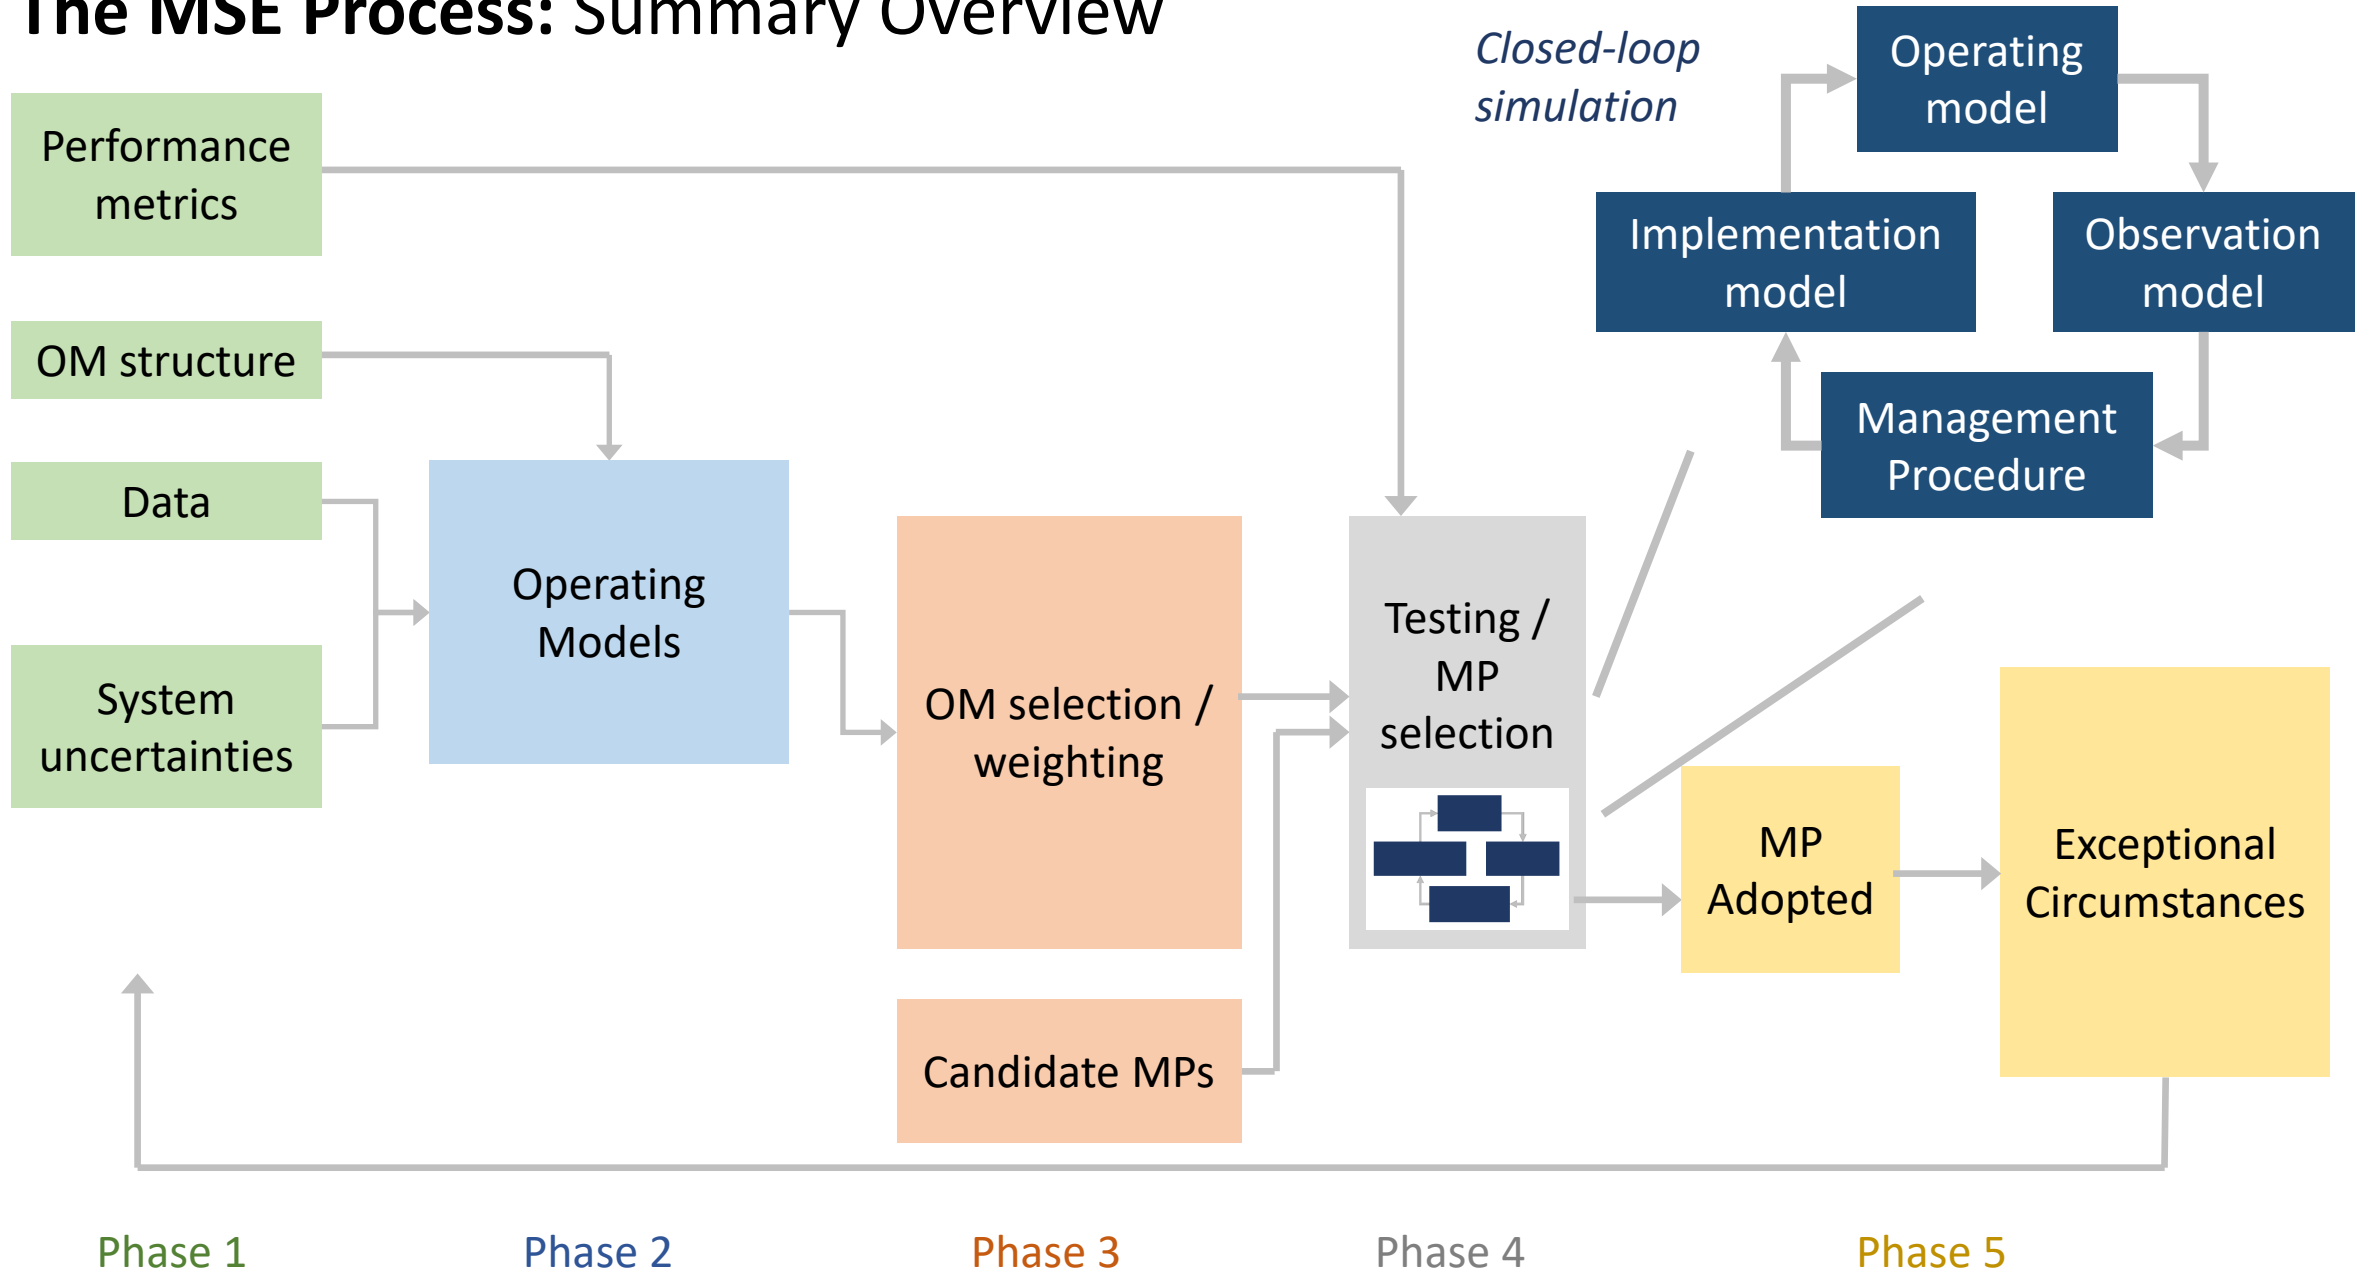 The MSE Process: Summary Overview
Closed-loop
simulation
Operating
model
Implementation
model
Observation
model
Management
Procedure
Performance
metrics
OM structure
Data
System
uncertainties
Operating
Models
OM selection /
weighting
Candidate MPs
Testing /
MP
selection
MP
Adopted
Exceptional
Circumstances
Phase 1
Phase 2
Phase 3
Phase 4
Phase 5